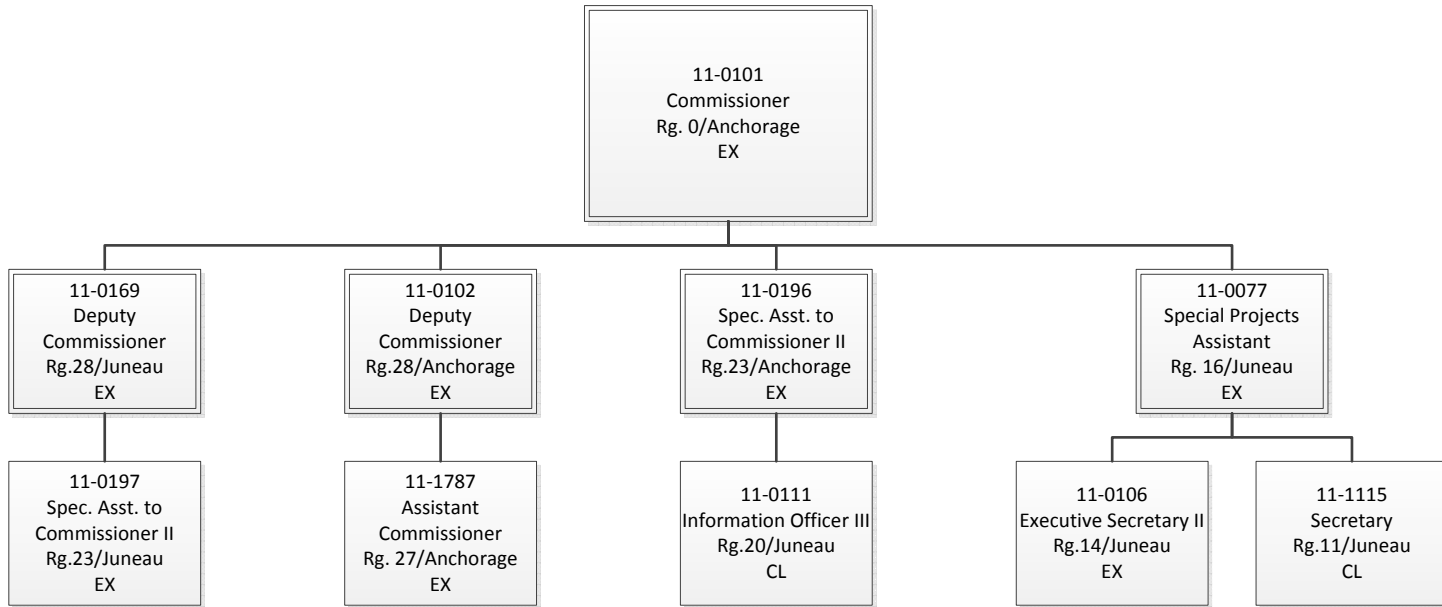 11-0101
Commissioner
Rg. 0/Anchorage
EX
11-0169
Deputy
Commissioner
Rg.28/Juneau
EX
11-0102
Deputy
Commissioner
Rg.28/Anchorage
EX
11-0196
Spec. Asst. to
Commissioner II
Rg.23/Anchorage
EX
11-0077
Special Projects
Assistant
Rg. 16/Juneau
EX
11-0197
Spec. Asst. to
Commissioner II
Rg.23/Juneau
EX
11-1787
Assistant
Commissioner
Rg. 27/Anchorage
EX
11-0111
Information Officer III
Rg.20/Juneau
CL
11-0106
Executive Secretary II
Rg.14/Juneau
EX
11-1115
Secretary
Rg.11/Juneau
CL